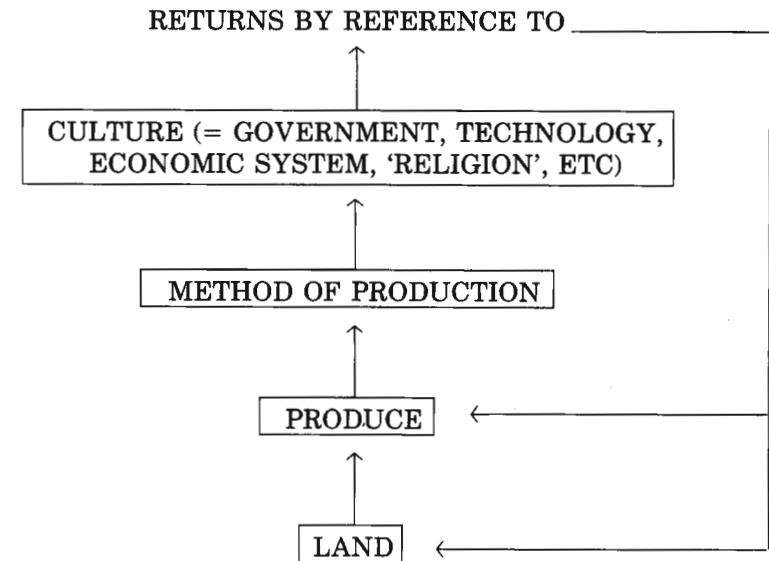 RETURNS BY REFERENCE TO
CULTURE (= GOVERNMENT, TECHNOLOGY,
ECONOMIC SYSTEM, ‘RELIGION’, ETC)
METHOD OF PRODUCTION
PRODUCE
LAND